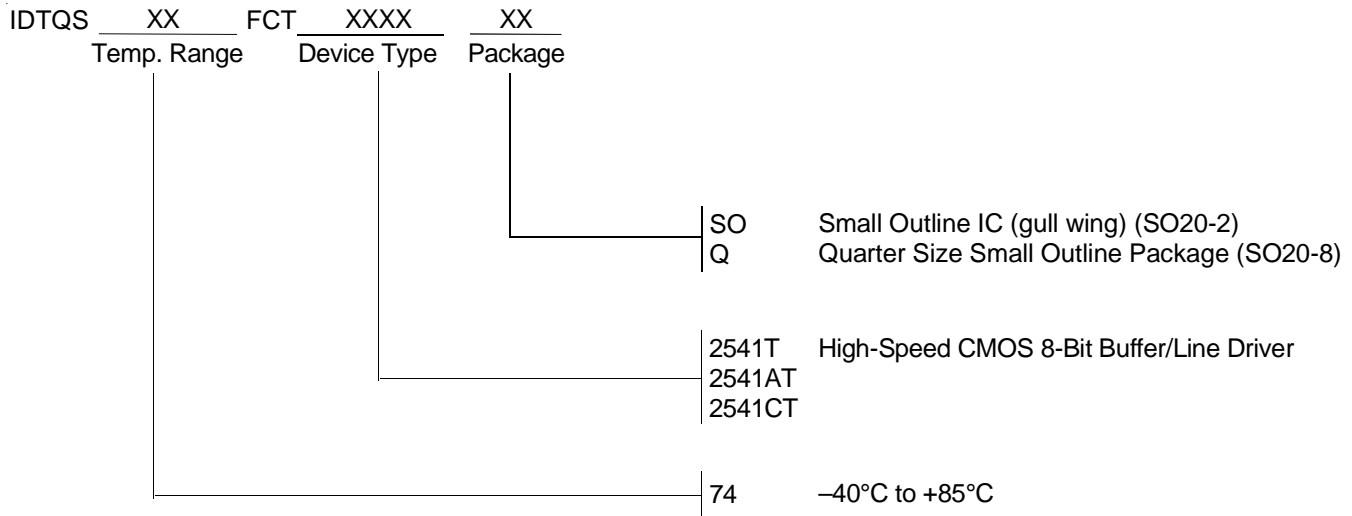 IDTQS XX FCT XXXX XX
Temp. Range Device Type Package
SO Small Outline IC (gull wing) (SO20-2)
Q Quarter Size Small Outline Package (SO20-8)
2541T High-Speed CMOS 8-Bit Buffer/Line Driver
2541AT
2541CT
74 –40°C to +85°C